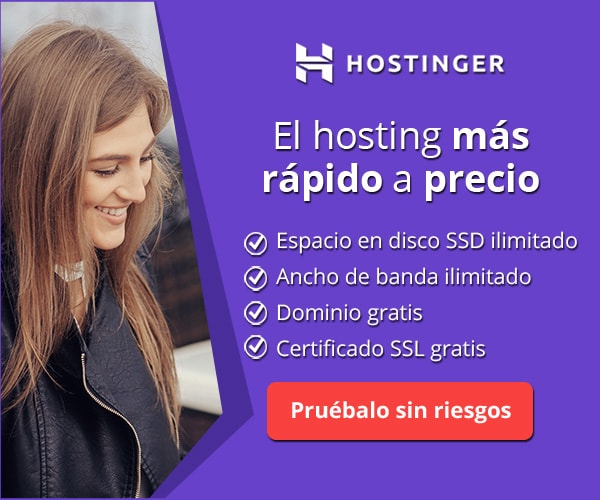 HOSTINGER
El hosting más
rápido a precio
Espacio en disco SSD ilimitado
Ancho de banda ilimitado
Dominio gratis
Certificado SSL gratis
Pruébalo sin riesgos